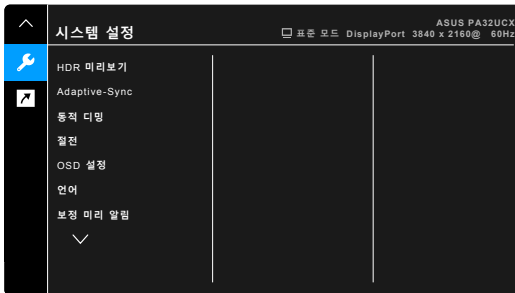 ASUS PA32UCX
시스템 설정
표준 모드 DisplayPort 3840 x 2160@ 60Hz
HDR 미리보기
Adaptive-Sync
동적 디밍
절전
OSD 설정
언어
보정 미리 알림